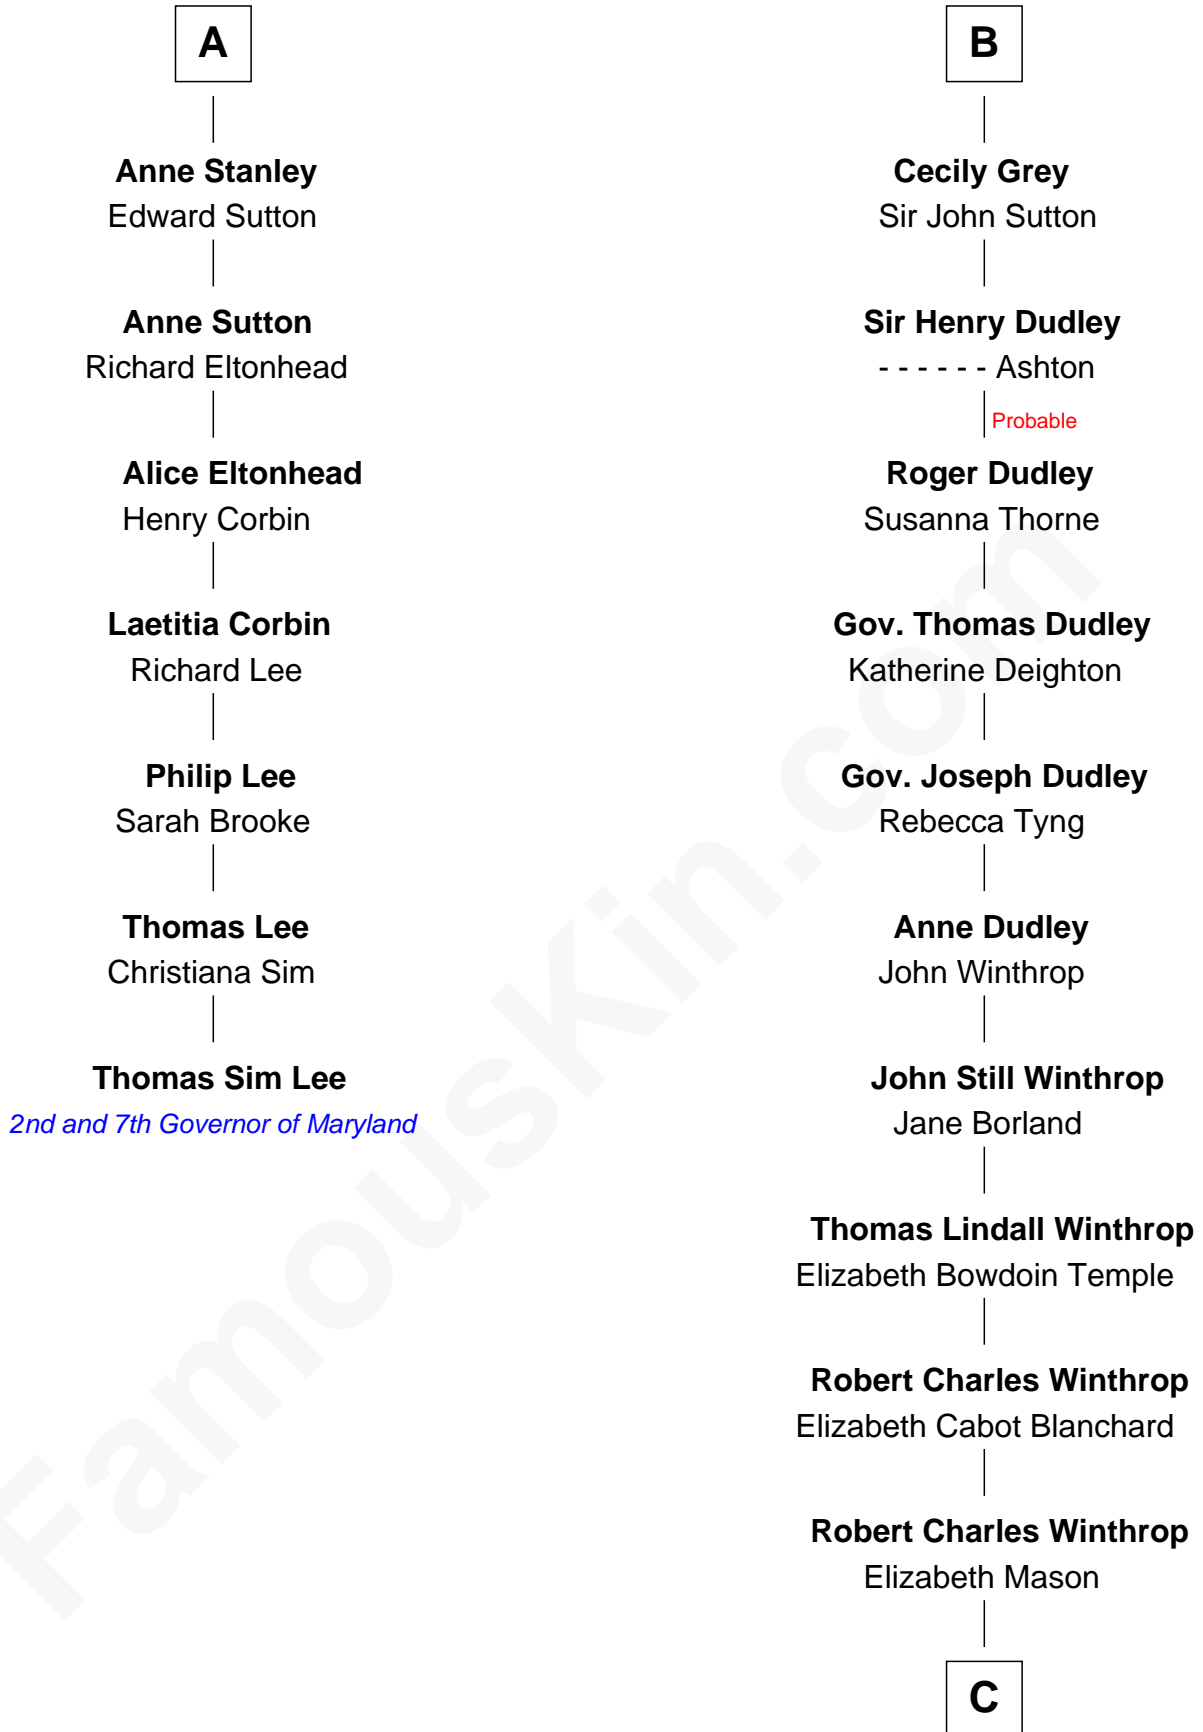 A
Anne Stanley
Edward Sutton
Anne Sutton
Richard Eltonhead
Alice Eltonhead
Henry Corbin
Laetitia Corbin
Richard Lee
Philip Lee
Sarah Brooke
Thomas Lee
Christiana Sim
Thomas Sim Lee
2nd and 7th Governor of Maryland
B
Cecily Grey
Sir John Sutton
Sir Henry Dudley
- - - - - - Ashton
Probable
Roger Dudley
Susanna Thorne
Gov. Thomas Dudley
Katherine Deighton
Gov. Joseph Dudley
Rebecca Tyng
Anne Dudley
John Winthrop
John Still Winthrop
Jane Borland
Thomas Lindall Winthrop
Elizabeth Bowdoin Temple
Robert Charles Winthrop
Elizabeth Cabot Blanchard
Robert Charles Winthrop
Elizabeth Mason
C
FamousKin.com